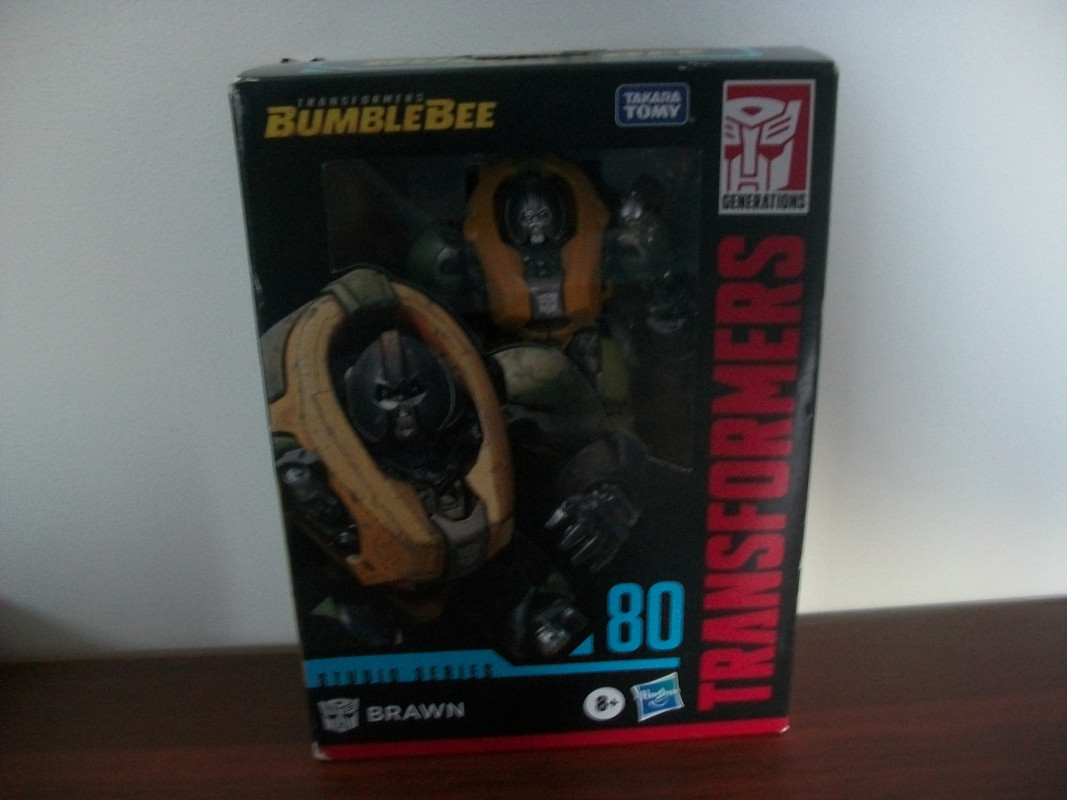 TRANSFORMERS
BUMBLEBEE
TAKARA
TOMY
GENERATIONS
TRANSFORMERS
80
STUDIO SERIES
BRAWN
8+
Hasbro